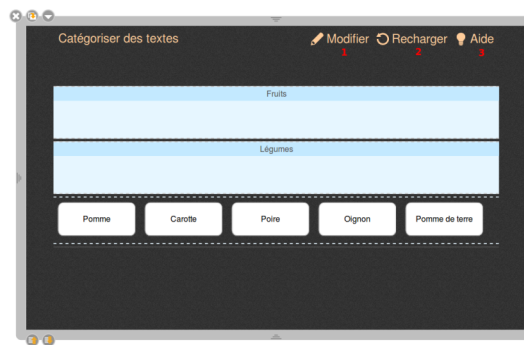 Catégoriser des textes Modifier Recharger Aide
1 2 3
Fruits
Légumes
Pomme Carotte Poire Oignon Pomme de terre